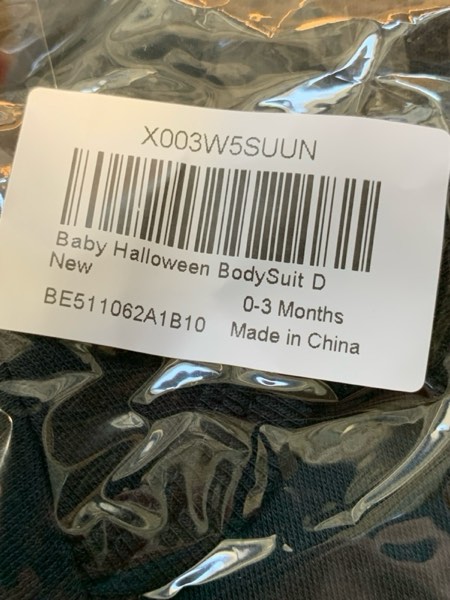 X003W5SUUN
Baby Halloween BodySuit D
New
BE511062A1B10
0-3 Months
Made in China